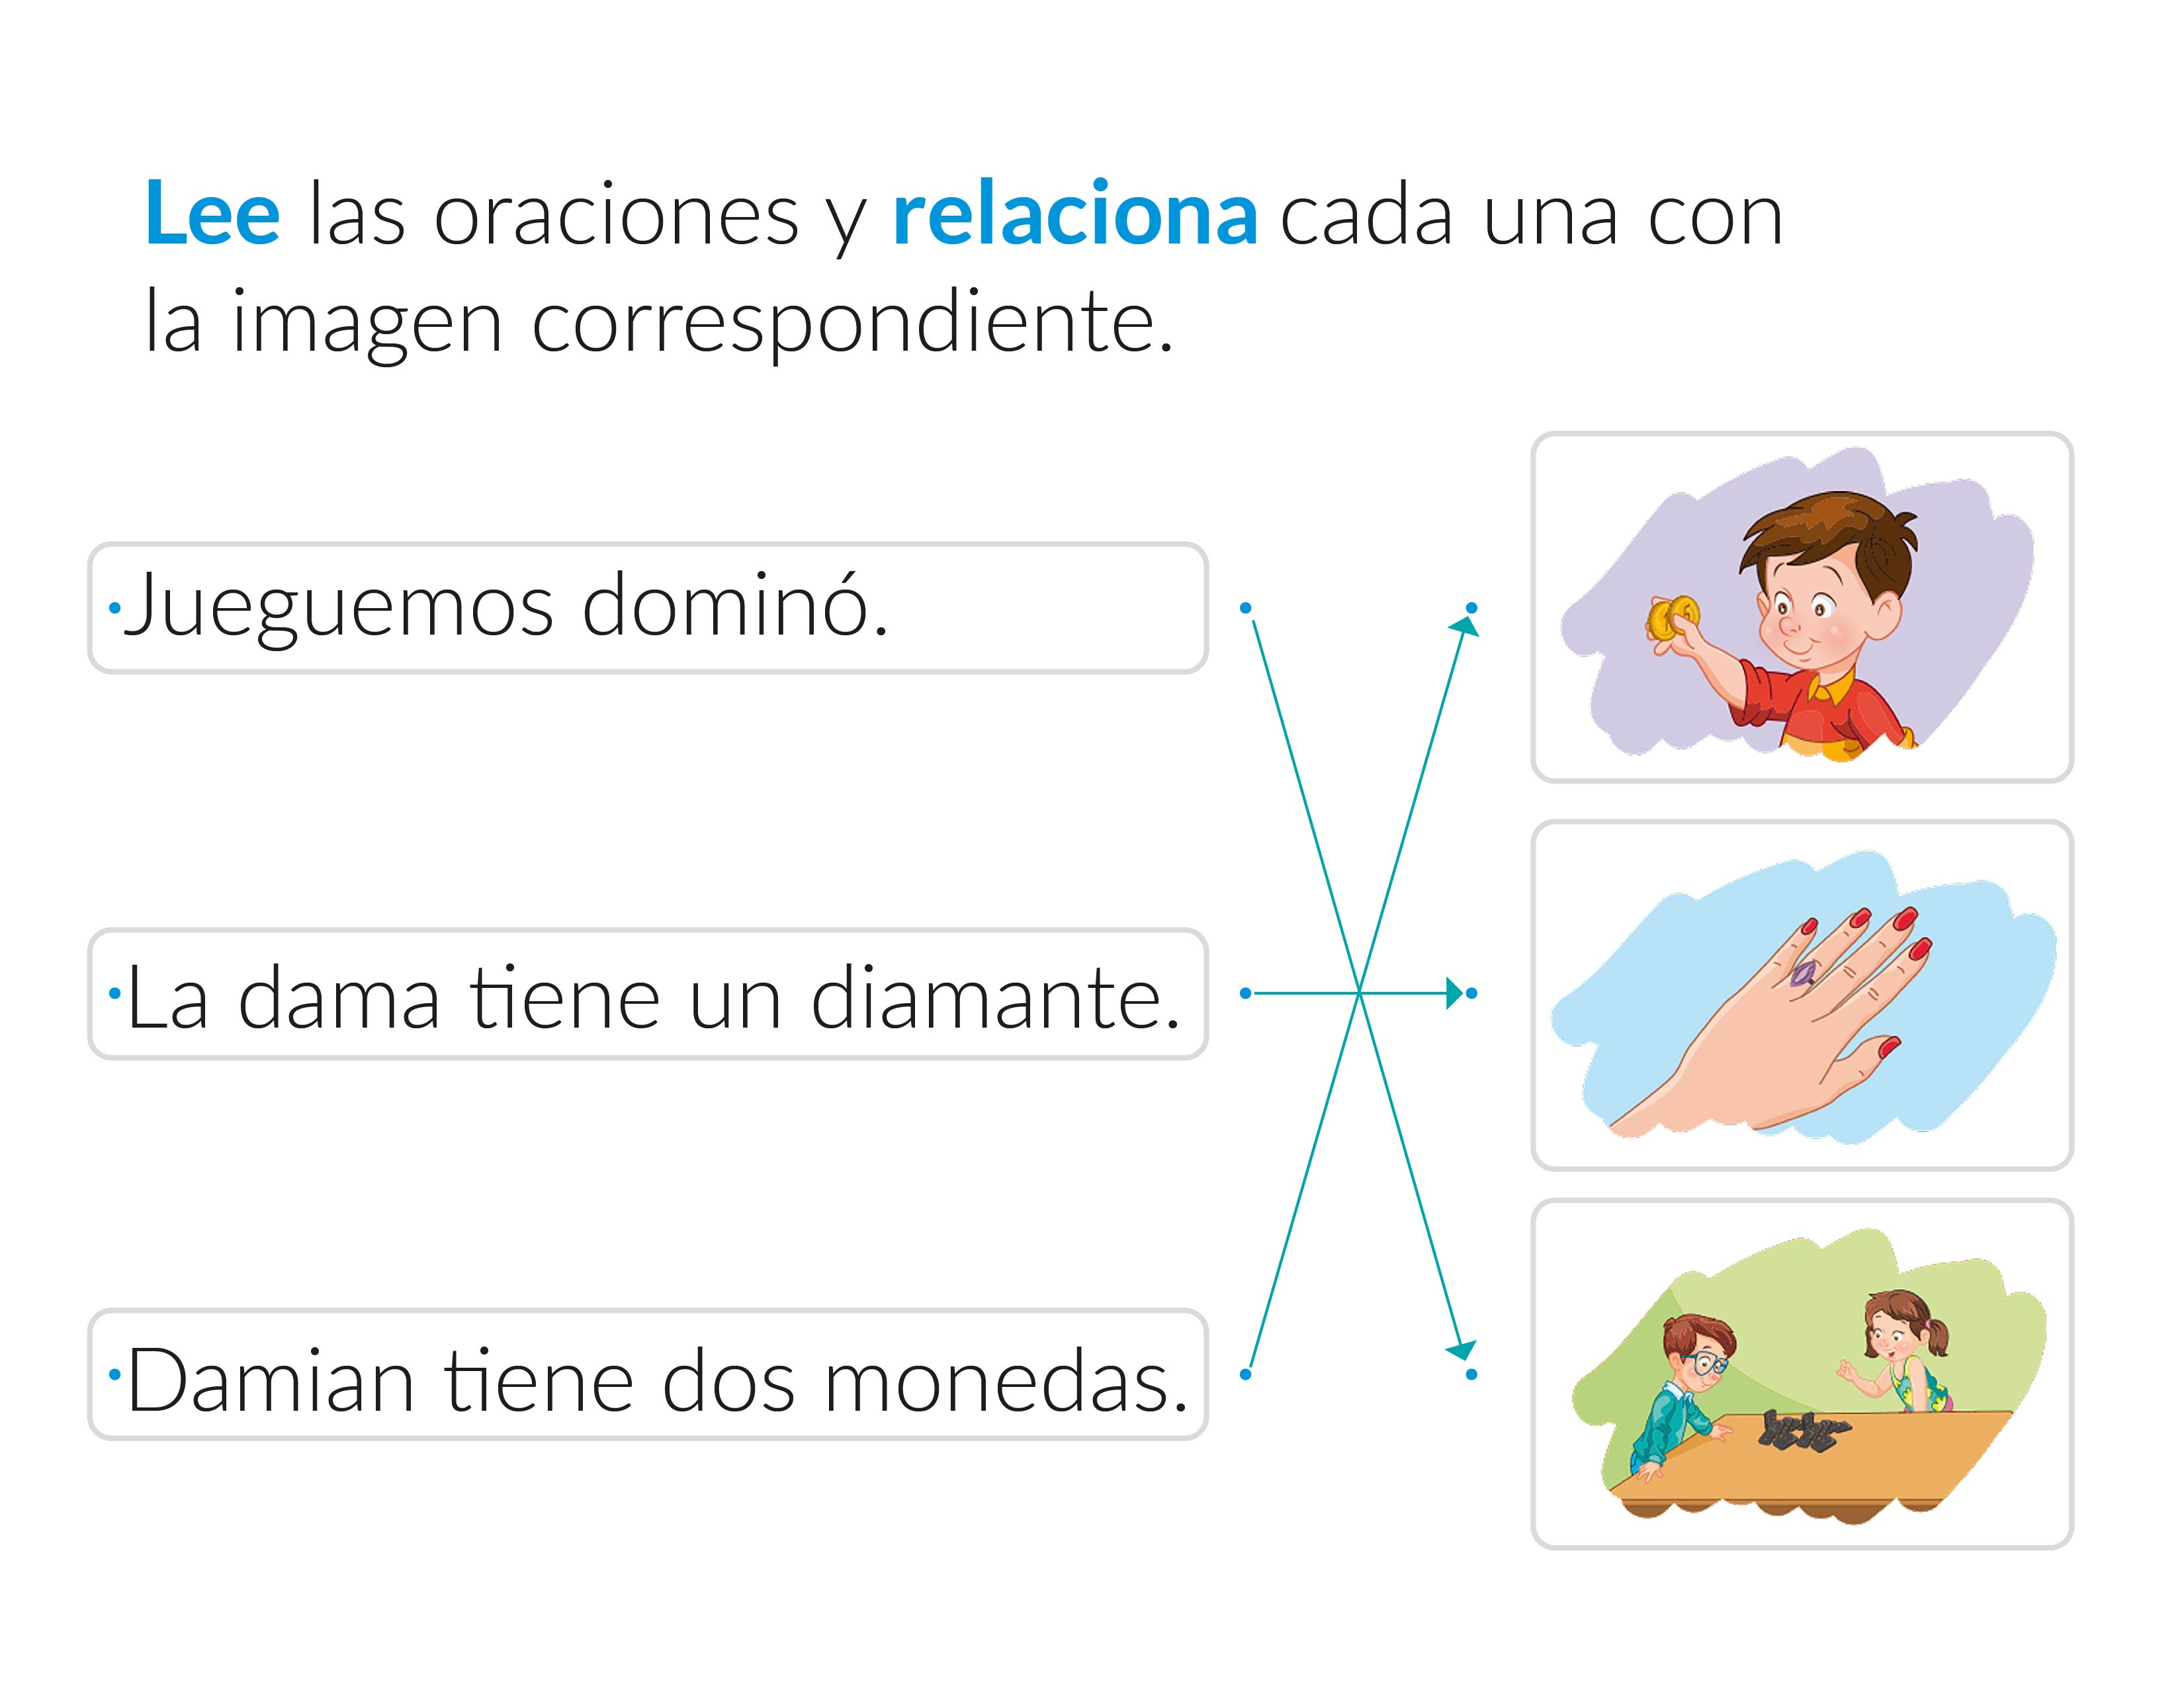 Lee las oraciones y relaciona cada una con
la imagen correspondiente.
•Jueguemos dominó.
•La dama tiene un diamante.
•Damian tiene dos monedas.